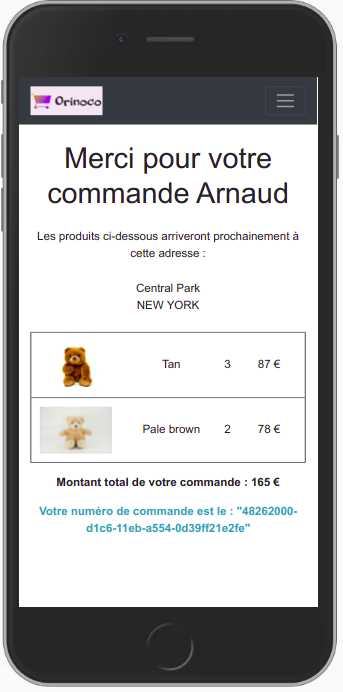 Orinoco
Merci pour votre
commande Arnaud
Les produits ci-dessous arriveront prochainement à
cette adresse :
Central Park
NEW YORK
Tan 3 87 €
Pale brown 2 78 €
Montant total de votre commande : 165 €
Votre numéro de commande est le : "48262000-
d1c6-11eb-a554-0d39ff21e2fe"